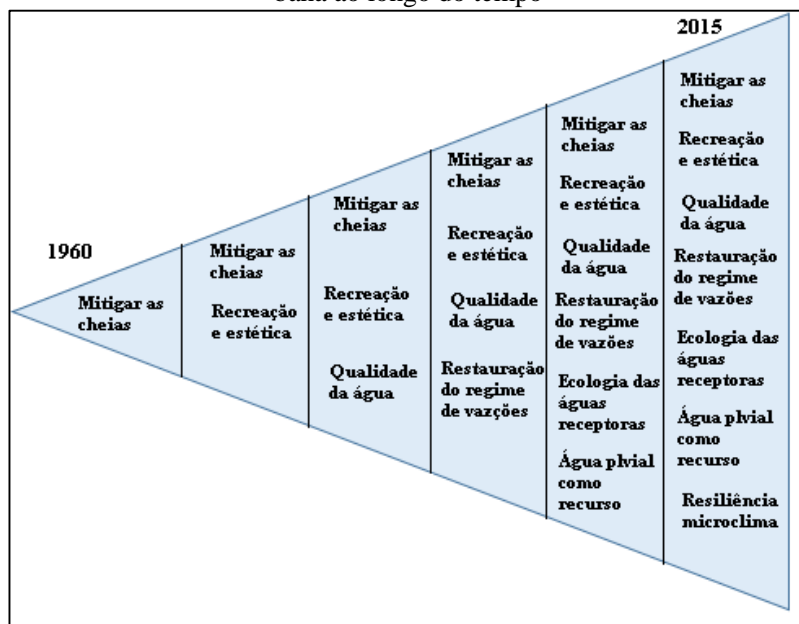 1960
2015
Mitigar as
cheias
Mitigar as
cheias
Recreação
e estética
Mitigar as
cheias
Recreação
e estética
Qualidade
da água
Mitigar as
cheias
Recreação
e estética
Qualidade
da água
Restauração
do regime
de vazções
Mitigar as
cheias
Recreação
e estética
Qualidade
da água
Restauração
do regime
de vazões
Ecologia das
águas
receptoras
Água plvial
como
recurso
Mitigar as
cheias
Recreação
e estética
Qualidade
da água
Restauração
do regime
de vazões
Ecologia das
águas
receptoras
Água plvial
como
recurso
Resiliência
microclima